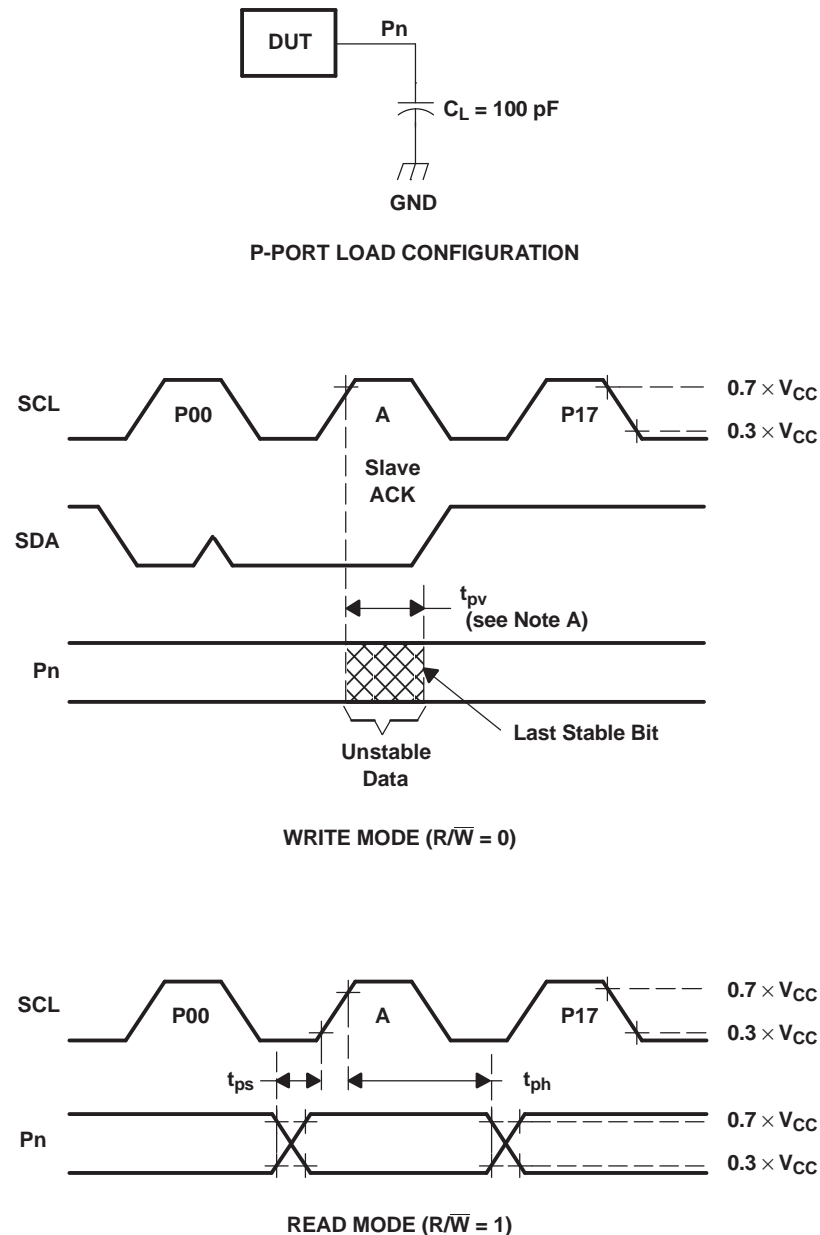 DUT
Pn
C_L = 100 pF
GND
P-PORT LOAD CONFIGURATION
SCL
P00
A
P17
0.7 × V_CC
0.3 × V_CC
Slave
ACK
SDA
t_pv
(see Note A)
Pn
Last Stable Bit
Unstable
Data
WRITE MODE (R/W̅ = 0)
SCL
P00
A
P17
0.7 × V_CC
0.3 × V_CC
t_ps
t_ph
Pn
0.7 × V_CC
0.3 × V_CC
READ MODE (R/W̅ = 1)